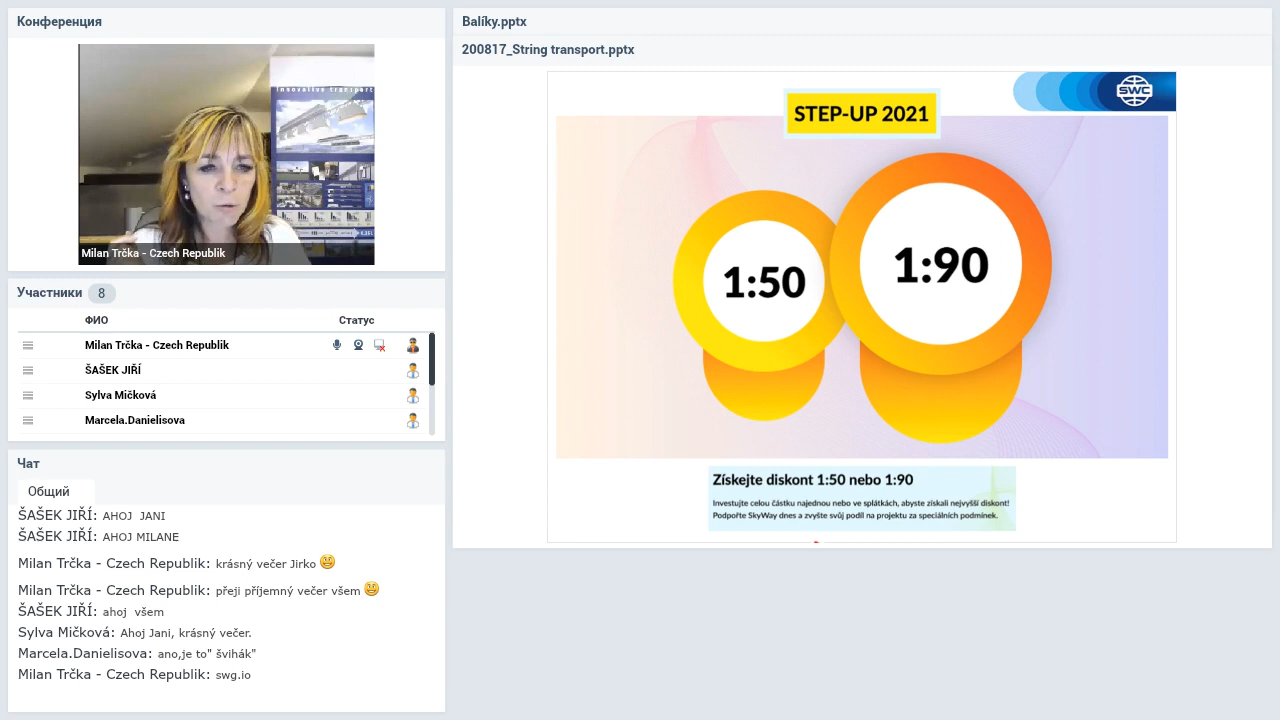 Конференция
innovative transport
Milan Trčka - Czech Republik
Участники 8
ФИО Статус
Milan Trčka - Czech Republik
ŠAŠEK JIŘÍ
Sylva Mičková
Marcela.Danielisova
Чат
Общий
ŠAŠEK JIŘÍ: AHOJ JANI
ŠAŠEK JIŘÍ: AHOJ MILANE
Milan Trčka - Czech Republik: krásný večer Jirko
Milan Trčka - Czech Republik: přeji příjemný večer všem
ŠAŠEK JIŘÍ: ahoj všem
Sylva Mičková: Ahoj Jani, krásný večer.
Marcela.Danielisova: ano,je to" švihák"
Milan Trčka - Czech Republik: swg.io
Balíky.pptx
200817_String transport.pptx
SWC
STEP-UP 2021
1:50
1:90
Získejte diskont 1:50 nebo 1:90
Investujte celou částku najednou nebo ve splátkách, abyste získali nejvyšší diskont!
Podpořte SkyWay dnes a zvyšte svůj podíl na projektu za speciálních podmínek.